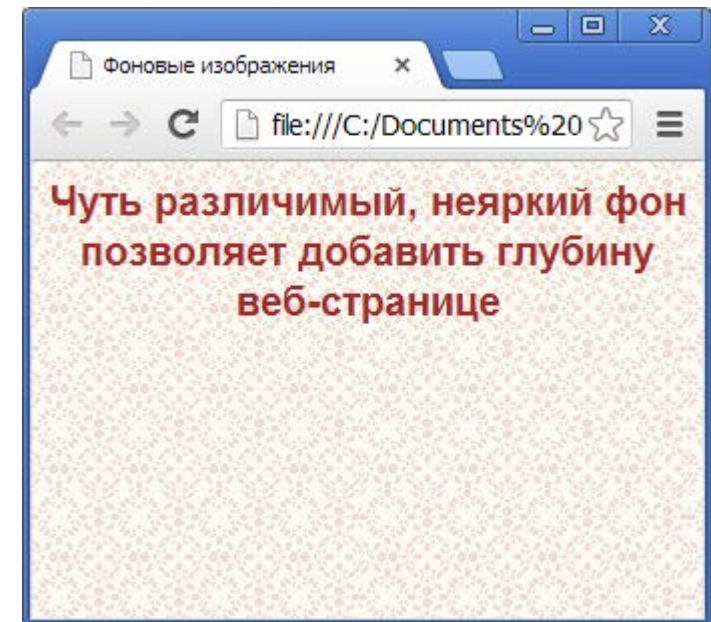 Фоновые изображения
file:///C:/Documents%20
Чуть различимый, неяркий фон
позволяет добавить глубину
веб-странице